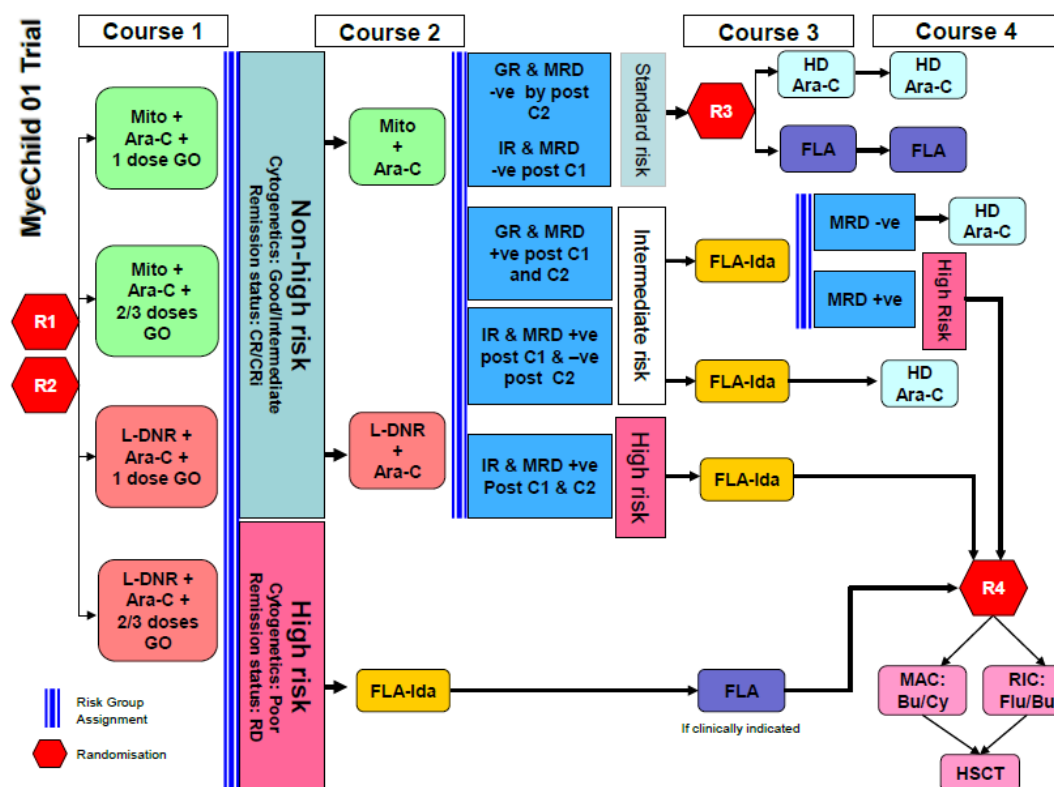 MyeChild 01 Trial
Course 1
Course 2
Course 3
Course 4
R1
R2
Mito +
Ara-C +
1 dose GO
Mito +
Ara-C +
2/3 doses
GO
L-DNR +
Ara-C +
1 dose GO
L-DNR +
Ara-C +
2/3 doses
GO
Non-high risk
Cytogenetics: Good/Intermediate
Remission status: CR/CRi
High risk
Cytogenetics: Poor
Remission status: RD
Mito
+
Ara-C
L-DNR
+
Ara-C
FLA-Ida
GR & MRD
-ve by post
C2
IR & MRD
-ve post C1
Standard risk
GR & MRD
+ve post C1
and C2
IR & MRD +ve
post C1 & –ve
post C2
Intermediate risk
IR & MRD +ve
Post C1 & C2
High risk
R3
HD
Ara-C
HD
Ara-C
FLA
FLA
FLA-Ida
MRD -ve
HD
Ara-C
MRD +ve
High Risk
FLA-Ida
HD
Ara-C
FLA-Ida
FLA
If clinically indicated
R4
MAC:
Bu/Cy
RIC:
Flu/Bu
HSCT
Risk Group
Assignment
Randomisation